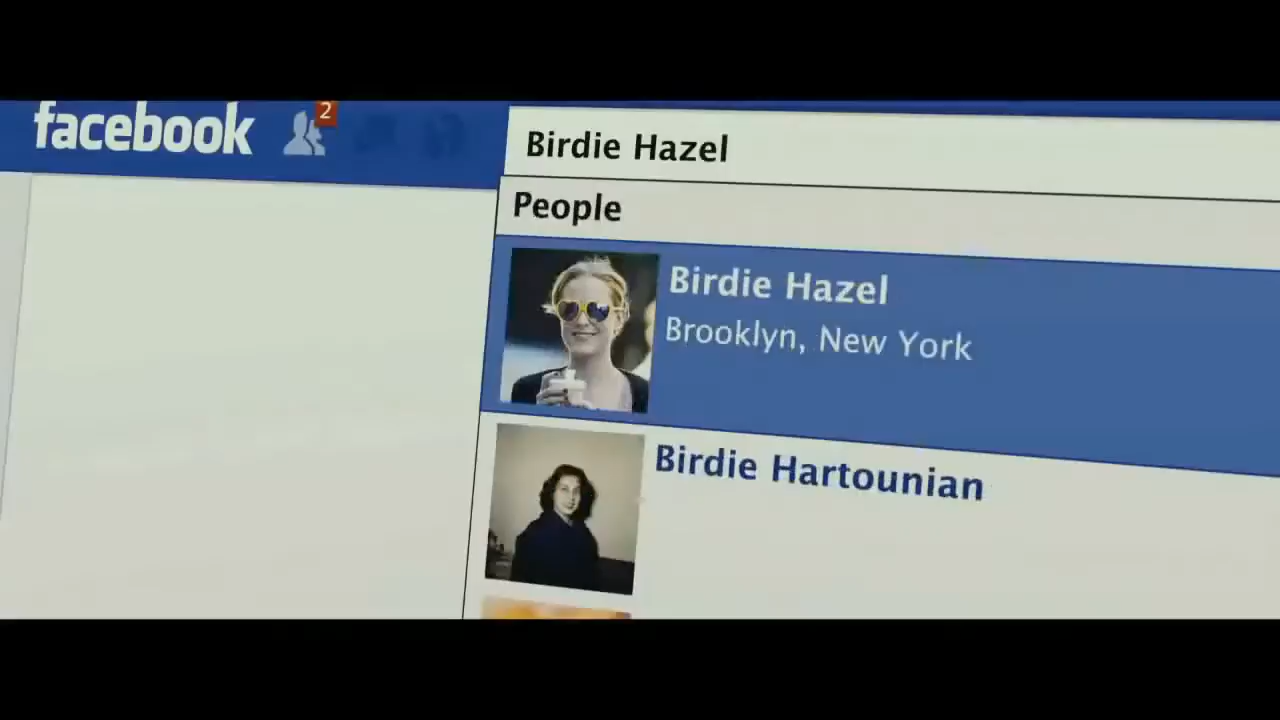 facebook
2
Birdie Hazel
People
Birdie Hazel
Brooklyn, New York
Birdie Hartounian